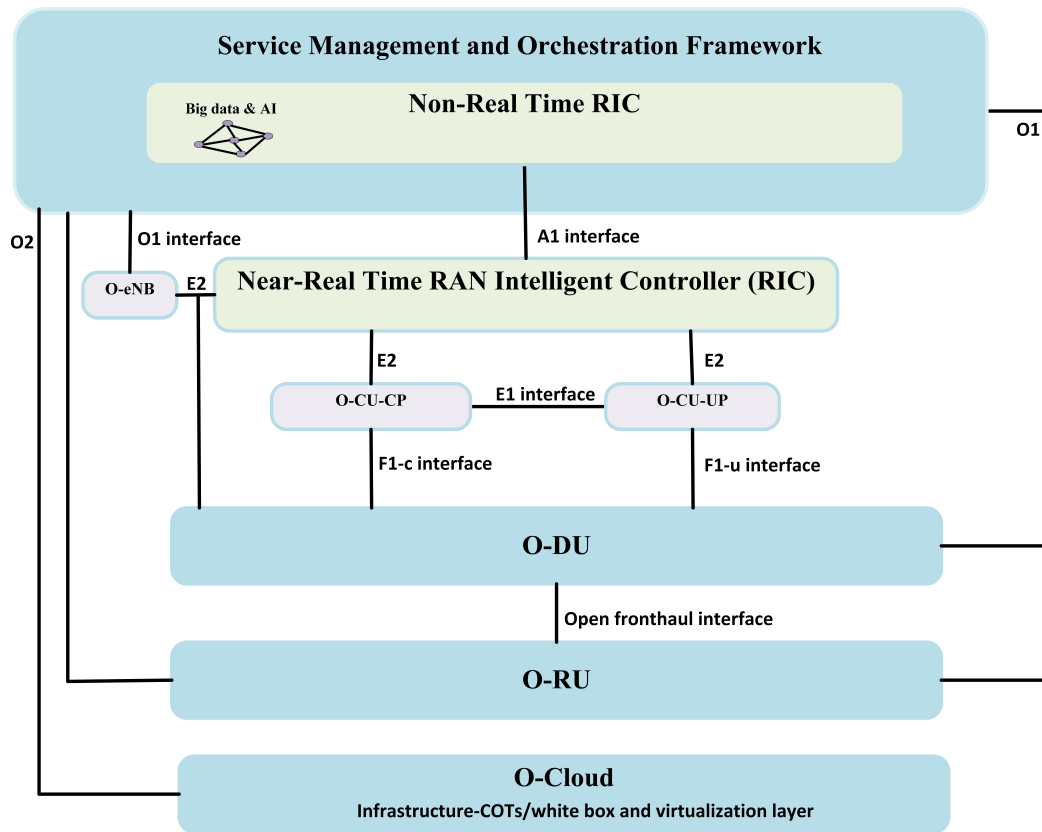 Service Management and Orchestration Framework
Non-Real Time RIC
Big data & AI
O1
O2
O1 interface
A1 interface
O-eNB
E2
Near-Real Time RAN Intelligent Controller (RIC)
E2
E2
O-CU-CP
E1 interface
O-CU-UP
F1-c interface
F1-u interface
O-DU
Open fronthaul interface
O-RU
O-Cloud
Infrastructure-COTs/white box and virtualization layer